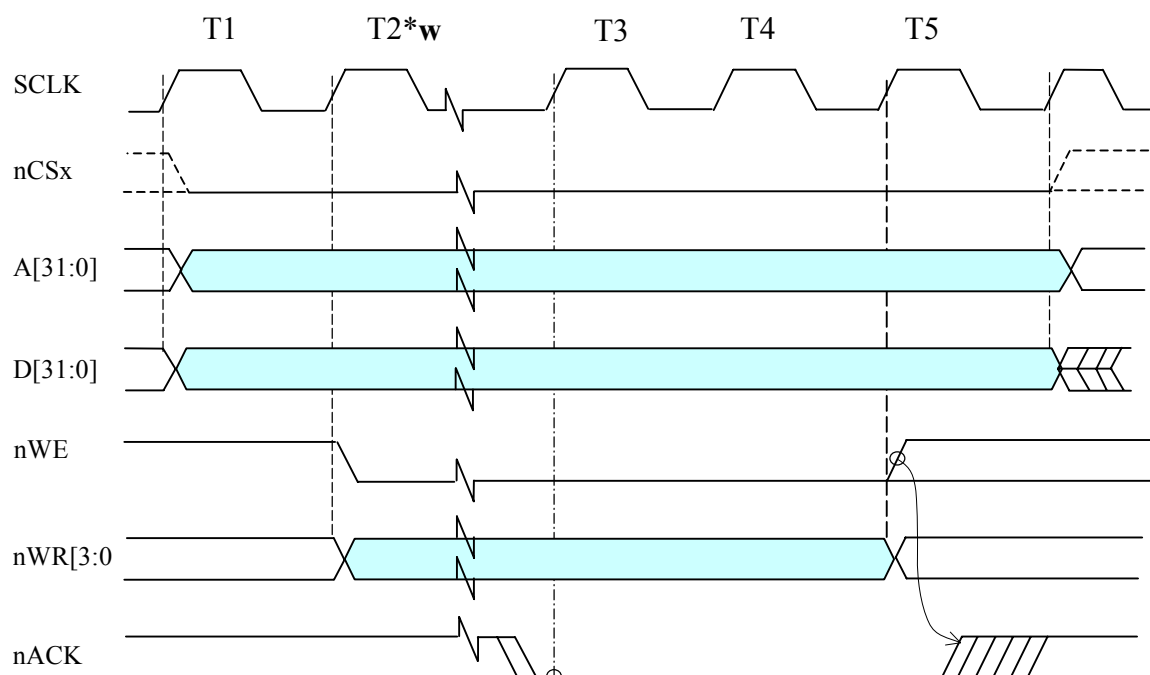 T1 T2*w T3 T4 T5
SCLK
nCSx
A[31:0]
D[31:0]
nWE
nWR[3:0
nACK